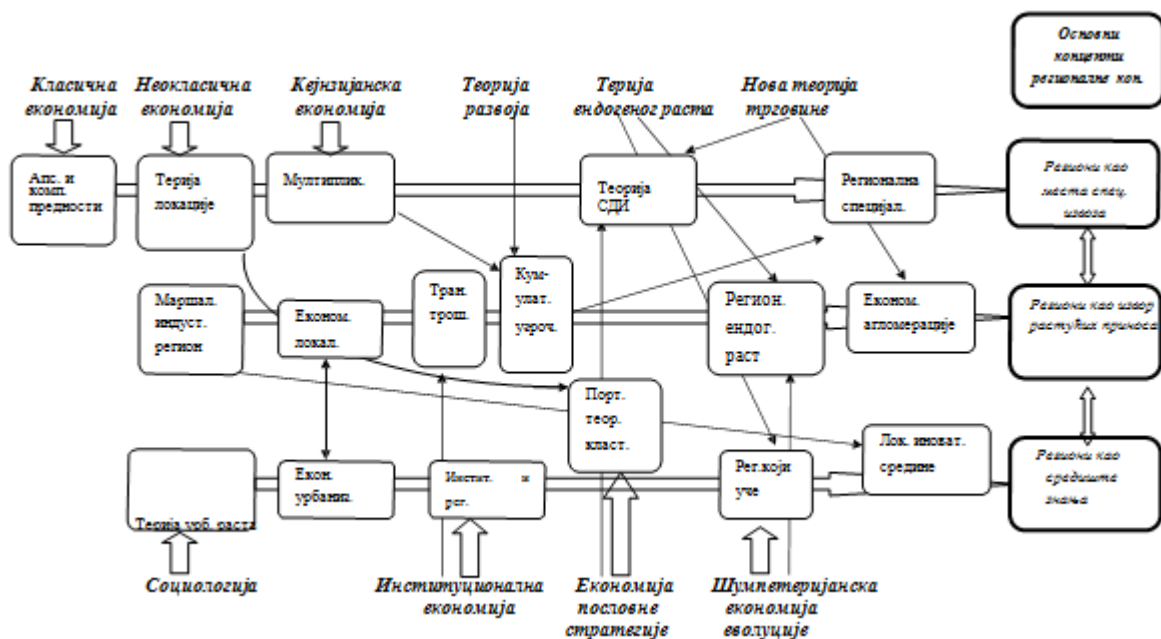 Основни
концепти
регионалне кон.
Класична
економија
Неокласична
економија
Кејнзијанска
економија
Теорија
развоја
Терија
ендогеног раста
Нова теорија
трговине
Апс. и
комп.
предности
Терија
локације
Мултиплик.
Теорија
СДИ
Регионална
специјал.
Региони као
места спец.
извоза
Маршал.
индуст.
регион
Економ.
локал.
Тран.
трош.
Кум-
улат.
узроч.
Регион.
ендог.
раст
Економ.
агломерације
Региони као извор
растућих приноса
Порт.
теор.
класт.
Лок. иноват.
средине
Терија урб. раста
Екон.
урбаниз.
Инстит. и
рег.
Рег.који
уче
Региони као
средиште
знања
Социологија
Институционална
економија
Економија
пословне
стратегије
Шумпетеријанска
економија
еволуције